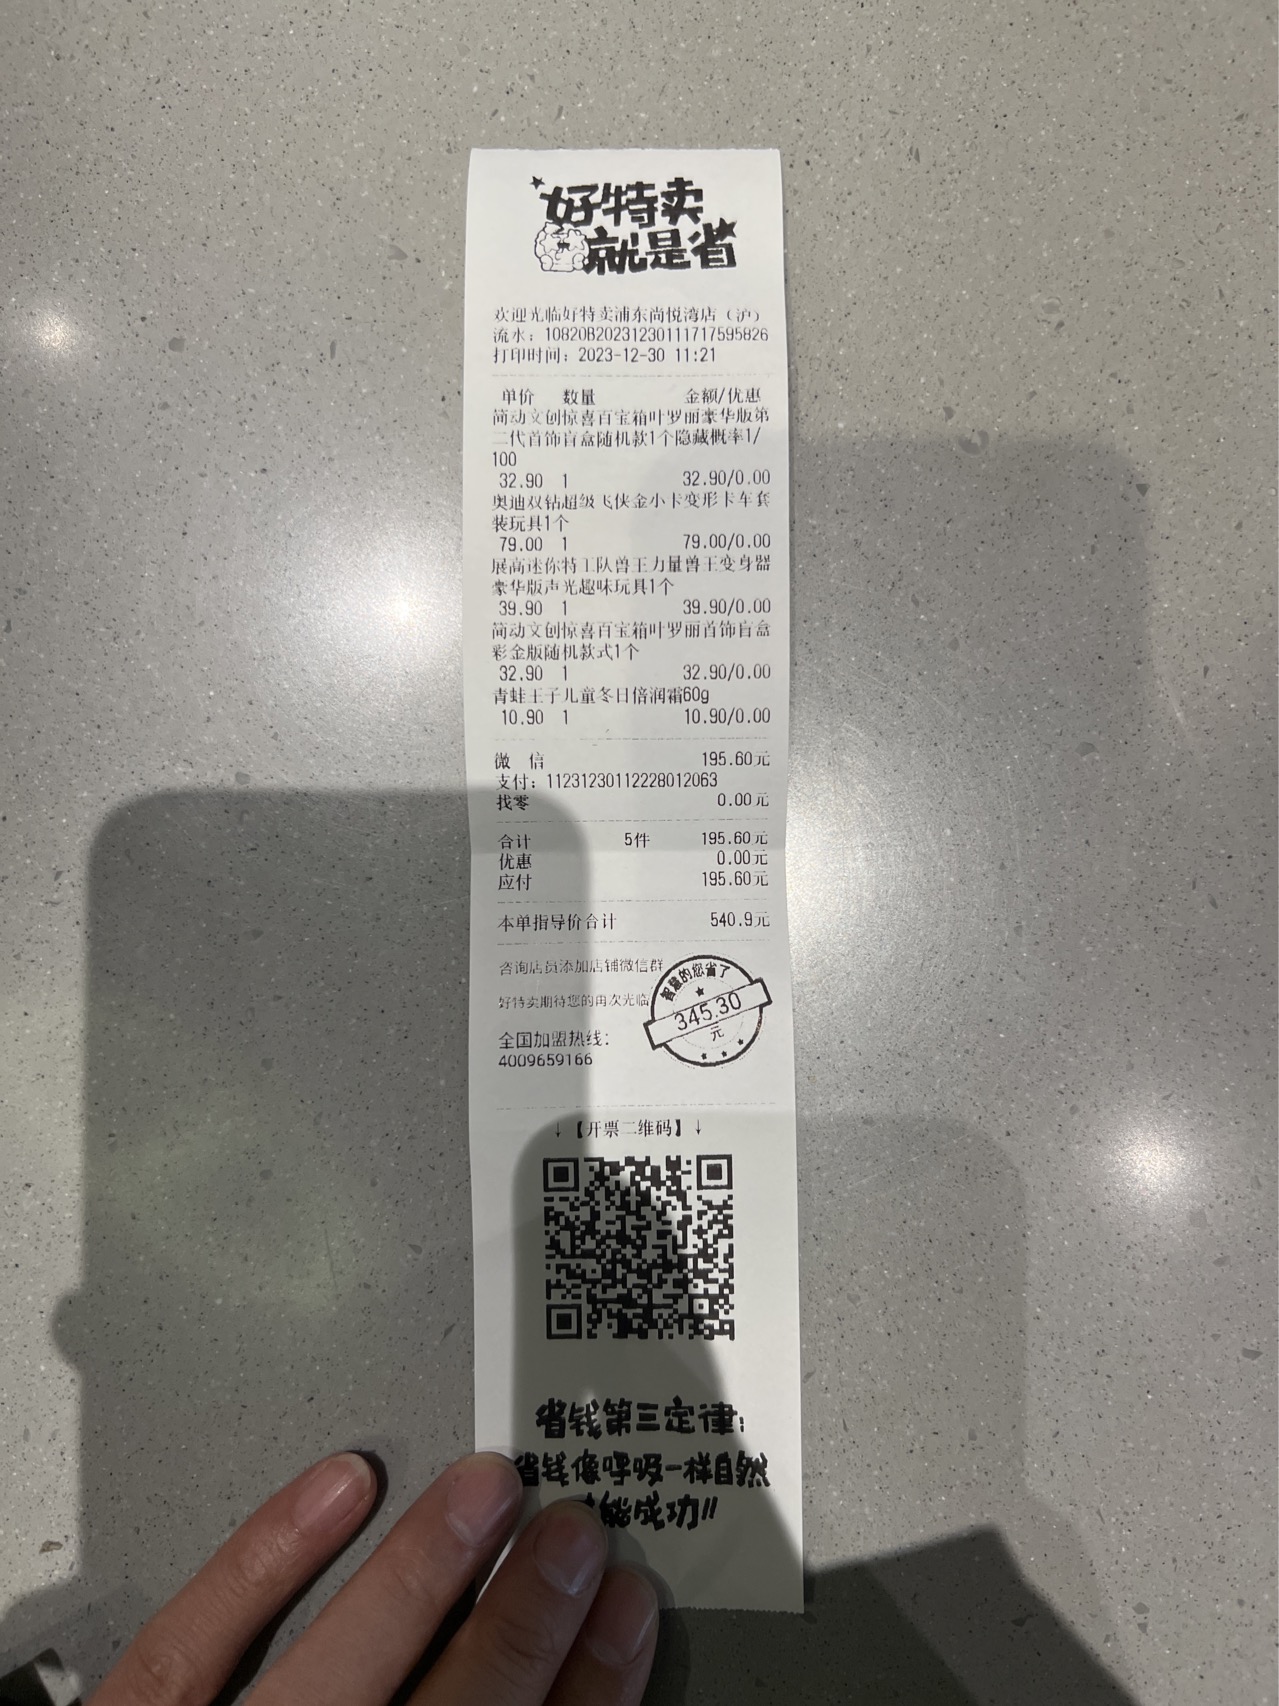 好特卖
就是省
欢迎光临好特卖浦东尚悦湾店（沪）
流水：10820B202312301117175958​26
打印时间：2023-12-30 11:21
单价 数量 金额/优惠
简动文创惊喜百宝箱叶罗丽豪华版第
二代首饰盲盒随机款1个隐藏概率1/
100
32.90 1 32.90/0.00
奥迪双钻超级飞侠金小卡变形卡车套
装玩具1个
79.00 1 79.00/0.00
展高迷你特工队兽王力量兽王变身器
豪华版声光趣味玩具1个
39.90 1 39.90/0.00
简动文创惊喜百宝箱叶罗丽首饰盲盒
彩金版随机款式1个
32.90 1 32.90/0.00
青蛙王子儿童冬日倍润霜60g
10.90 1 10.90/0.00
微 信 195.60元
支付：11231230112228012063
找零 0.00元
合计 5件 195.60元
优惠 0.00元
应付 195.60元
本单指导价合计 540.9元
咨询店员添加店铺微信群
好特卖期待您的再次光临
智慧的您省了
345.30
元
全国加盟热线：
4009659166
↓【开票二维码】↓
省钱第三定律：
省钱像呼吸一样自然
能成功!!